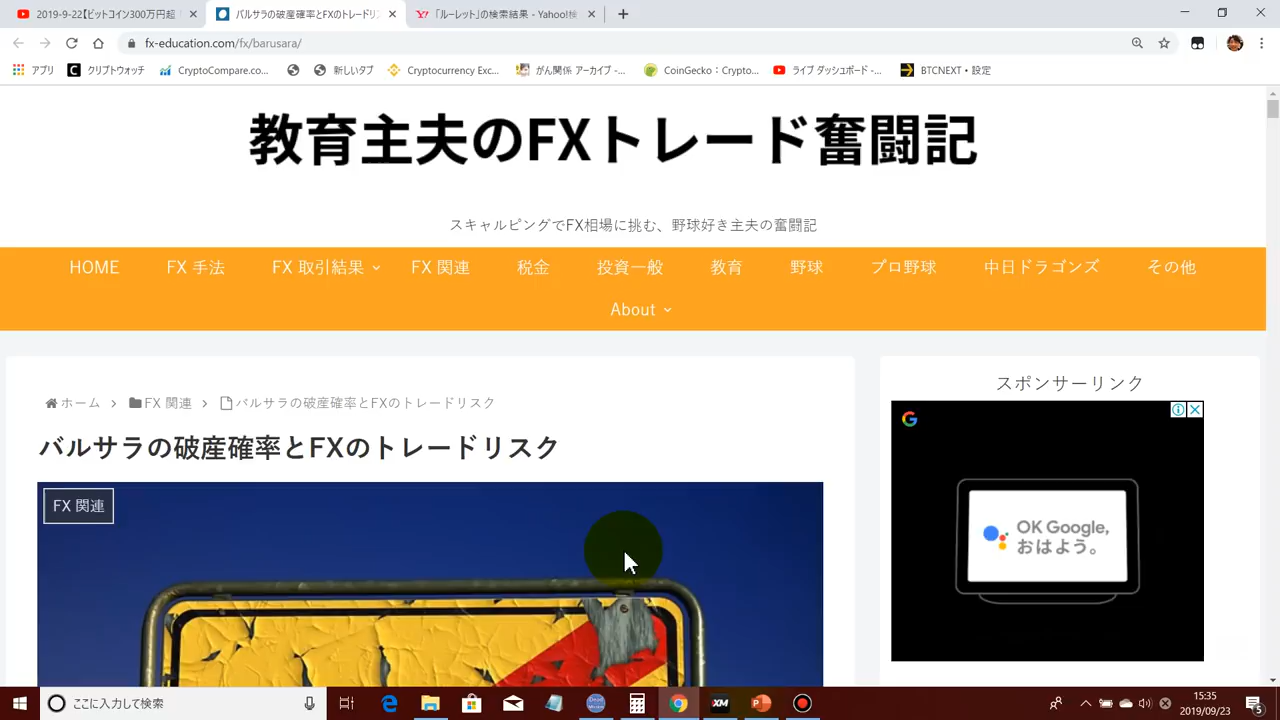 2019-9-22【ビットコイン300万円超
バルサラの破産確率とFXのトレードリス
「ルーレット」の検索結果 - Yahoo!検
fx-education.com/fx/barusara/
アプリ
クリプトウォッチ
CryptoCompare.co...
新しいタブ
Cryptocurrency Exc...
がん関係 アーカイブ -...
CoinGecko：Crypto...
ライブ ダッシュボード -...
BTCNEXT • 設定
教育主夫のFXトレード奮闘記
スキャルピングでFX相場に挑む、野球好き主夫の奮闘記
HOME FX 手法 FX 取引結果 FX 関連 税金 投資一般 教育 野球 プロ野球 中日ドラゴンズ その他
About
ホーム > FX 関連 > バルサラの破産確率とFXのトレードリスク
バルサラの破産確率とFXのトレードリスク
FX 関連
スポンサーリンク
OK Google,
おはよう。
ここに入力して検索
XM
15:35
2019/09/23
5